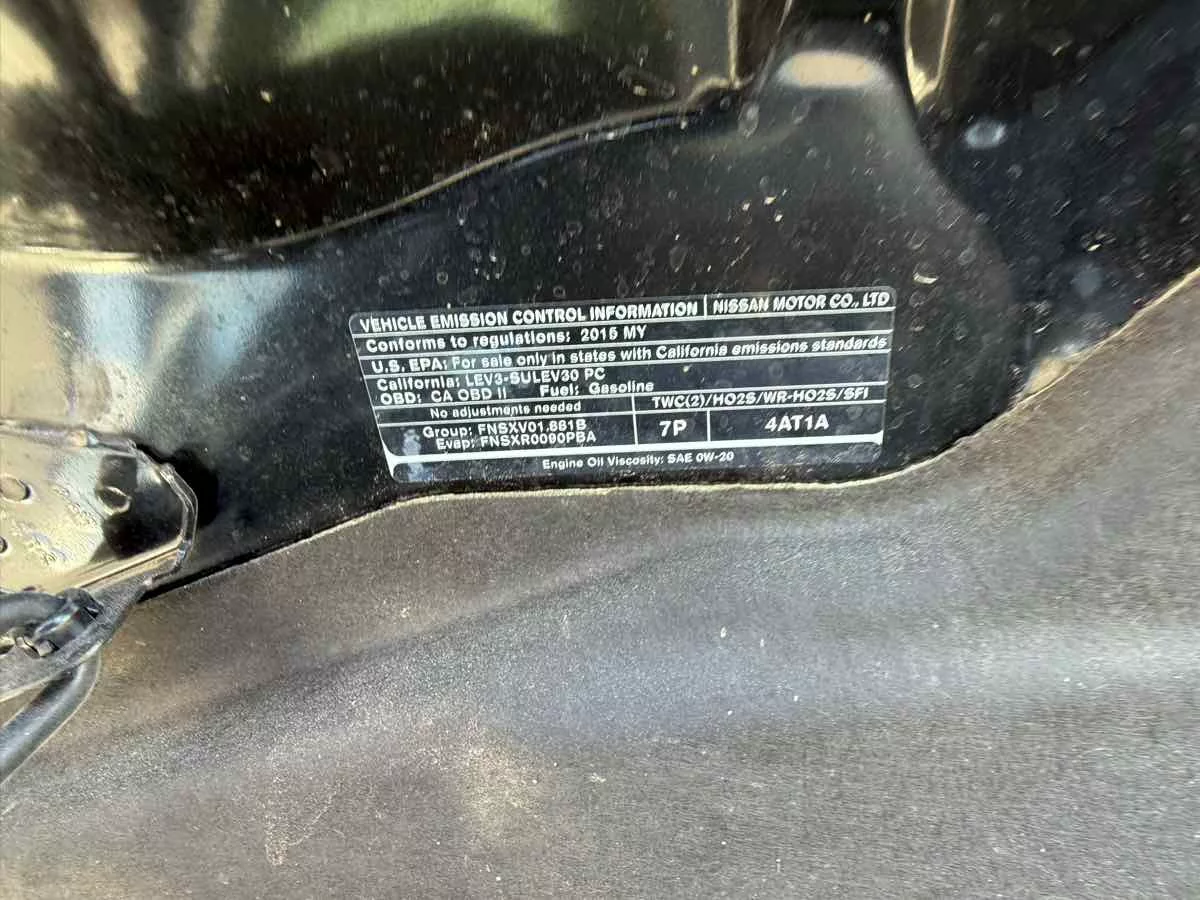 VEHICLE EMISSION CONTROL INFORMATION NISSAN MOTOR CO., LTD
Conforms to regulations: 2015 MY
U.S. EPA: For sale only in states with California emissions standards
California: LEV3-SULEV30 PC
OBD: CA OBD II Fuel: Gasoline
No adjustments needed TWC(2)/HO2S/WR-HO2S/SFI
Group: FNSXV01.881B
Evap: FNSXR0090PBA
7P 4AT1A
Engine Oil Viscosity: SAE 0W-20